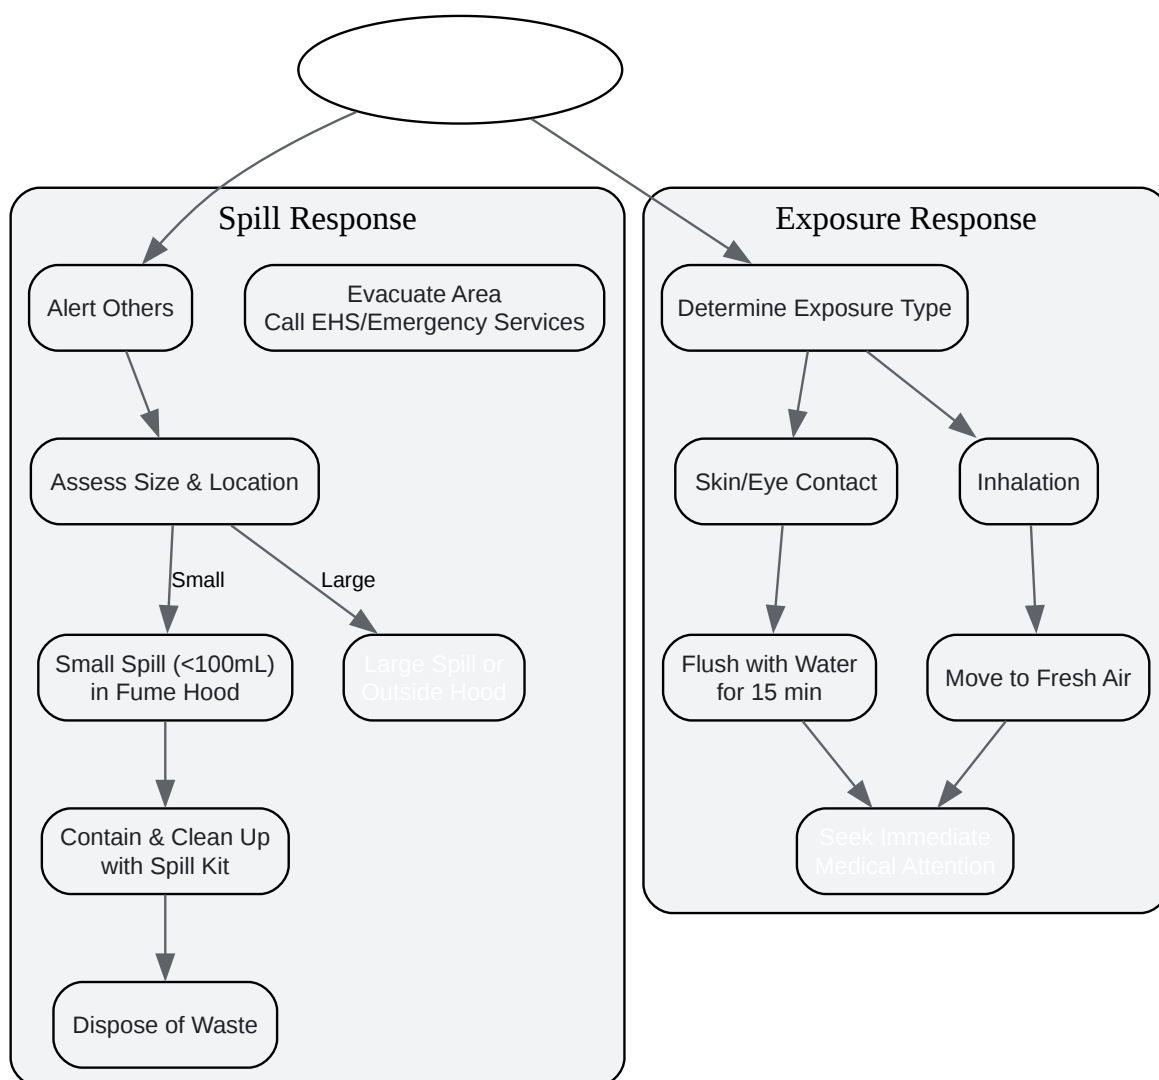 Spill Response
Alert Others
Evacuate Area
Call EHS/Emergency Services
Assess Size & Location
Small
Large
Small Spill (<100mL)
in Fume Hood
Large Spill or
Outside Hood
Contain & Clean Up
with Spill Kit
Dispose of Waste
Exposure Response
Determine Exposure Type
Skin/Eye Contact
Inhalation
Flush with Water
for 15 min
Move to Fresh Air
Seek Immediate
Medical Attention